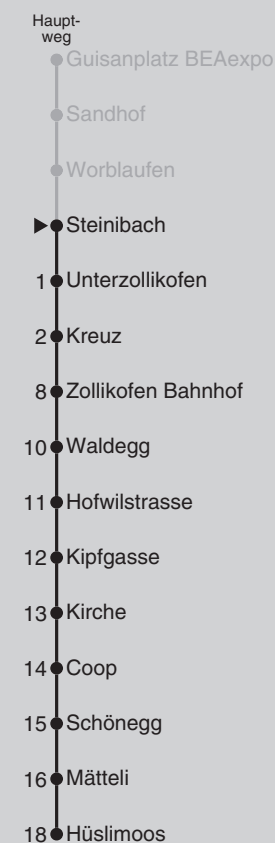 Haupt-
weg
Guisanplatz BEAexpo
Sandhof
Worblaufen
Steinibach
1 Unterzollikofen
2 Kreuz
8 Zollikofen Bahnhof
10 Waldegg
11 Hofwilstrasse
12 Kipfgasse
13 Kirche
14 Coop
15 Schönegg
16 Mätteli
18 Hüslimoos